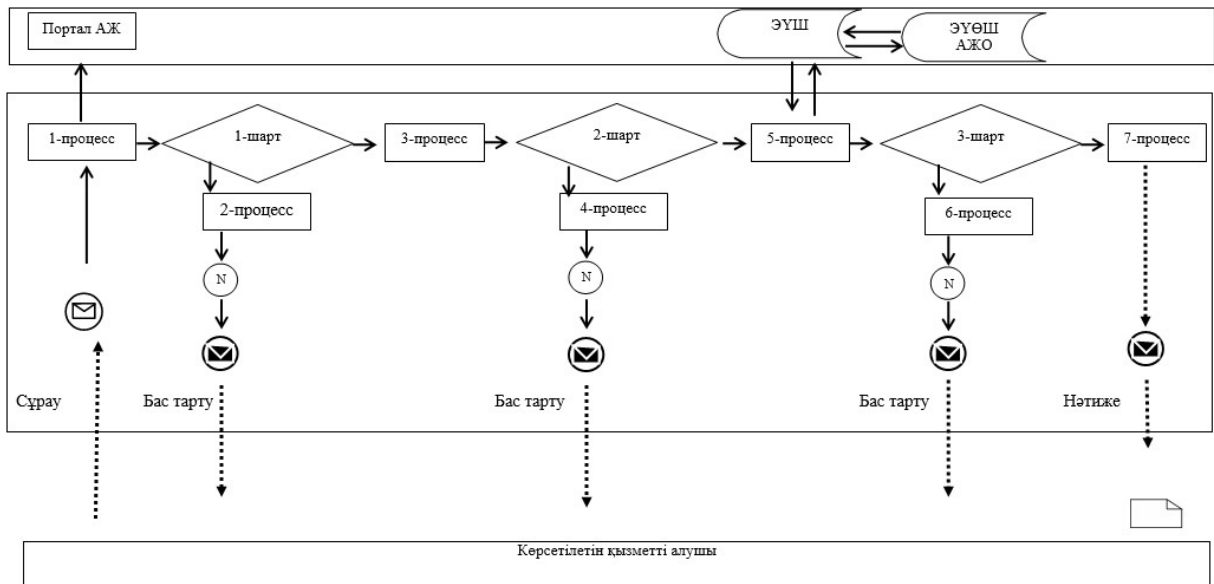 Портал АЖ
ЭҮШ
ЭҮӨШ
АЖО
1-процесс
1-шарт
3-процесс
2-шарт
5-процесс
3-шарт
7-процесс
2-процесс
4-процесс
6-процесс
N
N
N
Сұрау
Бас тарту
Бас тарту
Бас тарту
Нәтиже
Көрсетілетін қызметті алушы